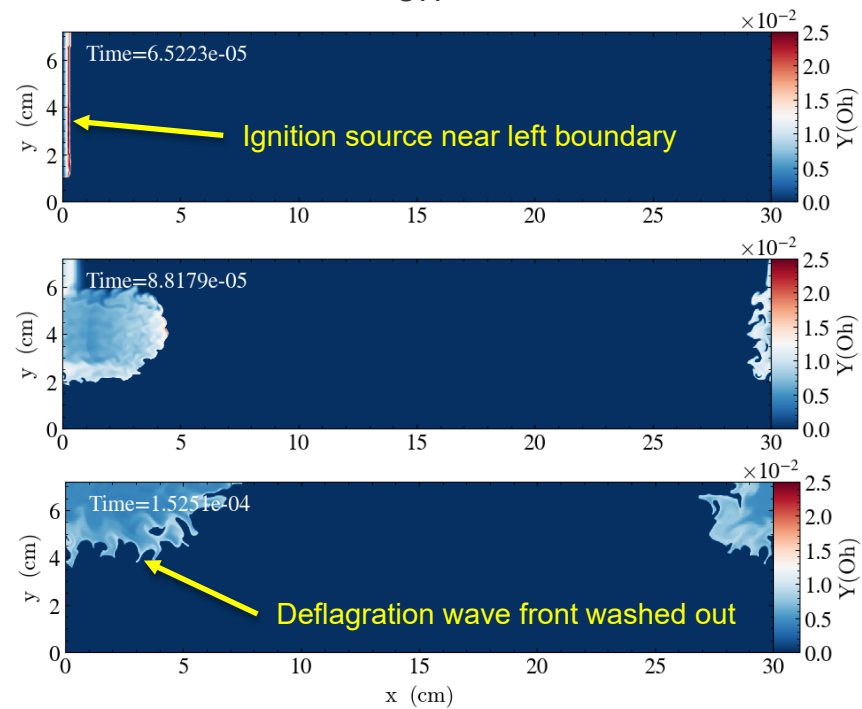 ×10⁻²
Time=6.5223e-05
Ignition source near left boundary
y (cm)
6
4
2
0
0 5 10 15 20 25 30
2.5
2.0
1.5
1.0
0.5
0.0
Y(Oh)
×10⁻²
Time=8.8179e-05
y (cm)
6
4
2
0
0 5 10 15 20 25 30
2.5
2.0
1.5
1.0
0.5
0.0
Y(Oh)
×10⁻²
Time=1.5251e-04
Deflagration wave front washed out
y (cm)
6
4
2
0
0 5 10 15 20 25 30
x (cm)
2.5
2.0
1.5
1.0
0.5
0.0
Y(Oh)